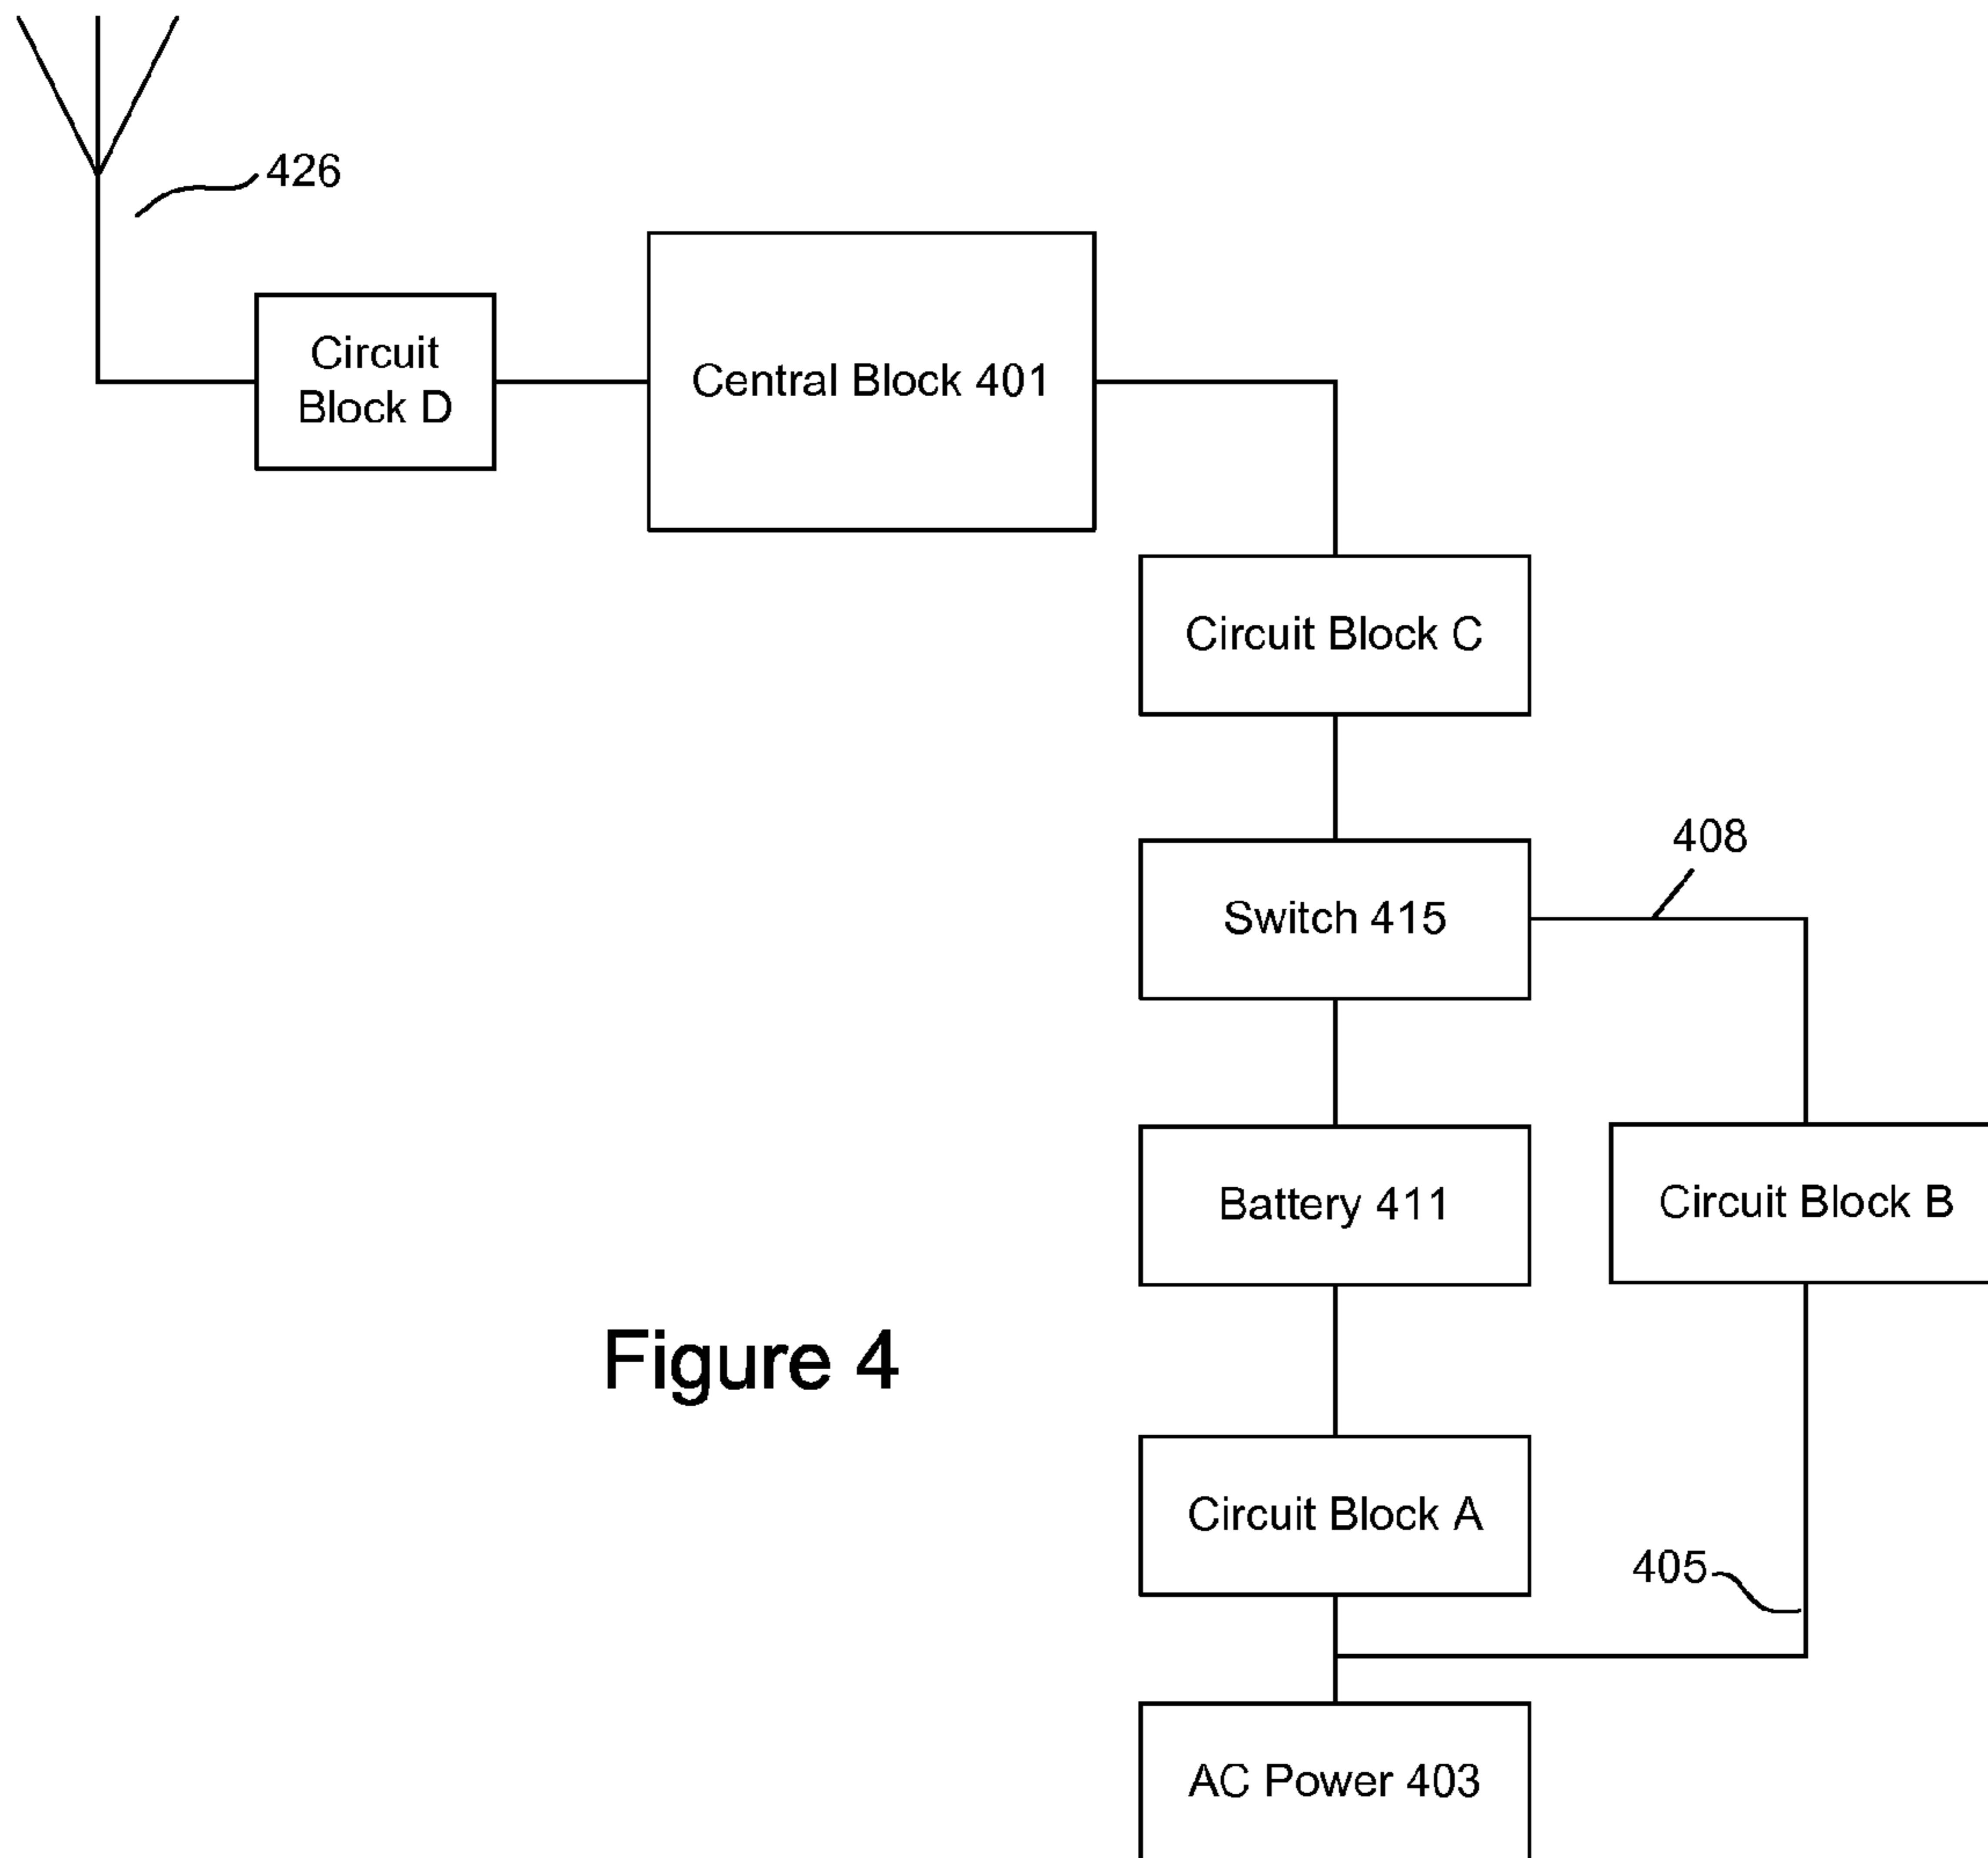 426
Circuit
Block D
Central Block 401
Circuit Block C
408
Switch 415
Battery 411
Circuit Block B
Figure 4
Circuit Block A
405
AC Power 403